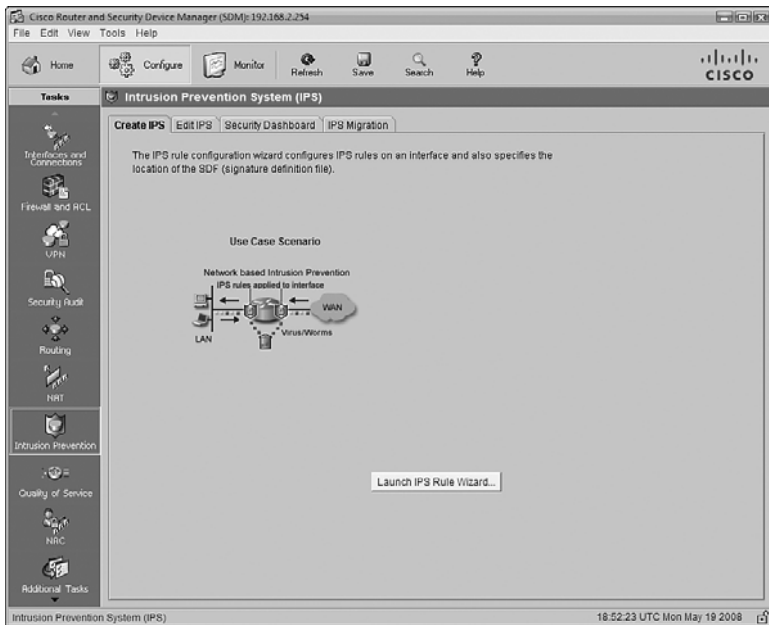 Cisco Router and Security Device Manager (SDM): 192.168.2.254
File Edit View Tools Help
Home Configure Monitor Refresh Save Search Help
CISCO
Tasks
Intrusion Prevention System (IPS)
Create IPS Edit IPS Security Dashboard IPS Migration
The IPS rule configuration wizard configures IPS rules on an interface and also specifies the
location of the SDF (signature definition file).
Use Case Scenario
Network based Intrusion Prevention
IPS rules applied to interface
WAN
Virus/Worms
LAN
Launch IPS Rule Wizard...
Interfaces and
Connections
Firewall and ACL
VPN
Security Audit
Routing
NAT
Intrusion Prevention
Quality of Service
NAC
Additional Tasks
Intrusion Prevention System (IPS)
18:52:23 UTC Mon May 19 2008